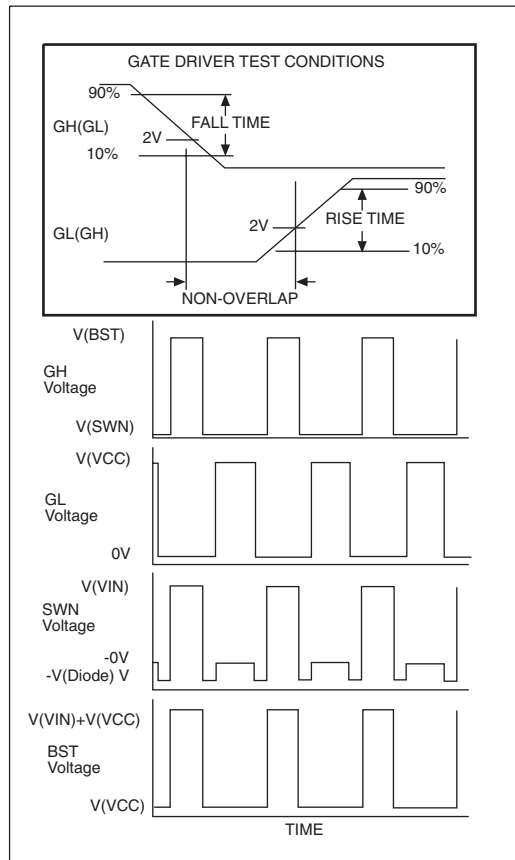 GATE DRIVER TEST CONDITIONS
90%
FALL TIME
GH(GL)
2V
10%
90%
2V
RISE TIME
GL(GH)
10%
NON-OVERLAP
V(BST)
GH
Voltage
V(SWN)
V(VCC)
GL
Voltage
0V
V(VIN)
SWN
Voltage
-0V
-V(Diode) V
V(VIN)+V(VCC)
BST
Voltage
V(VCC)
TIME